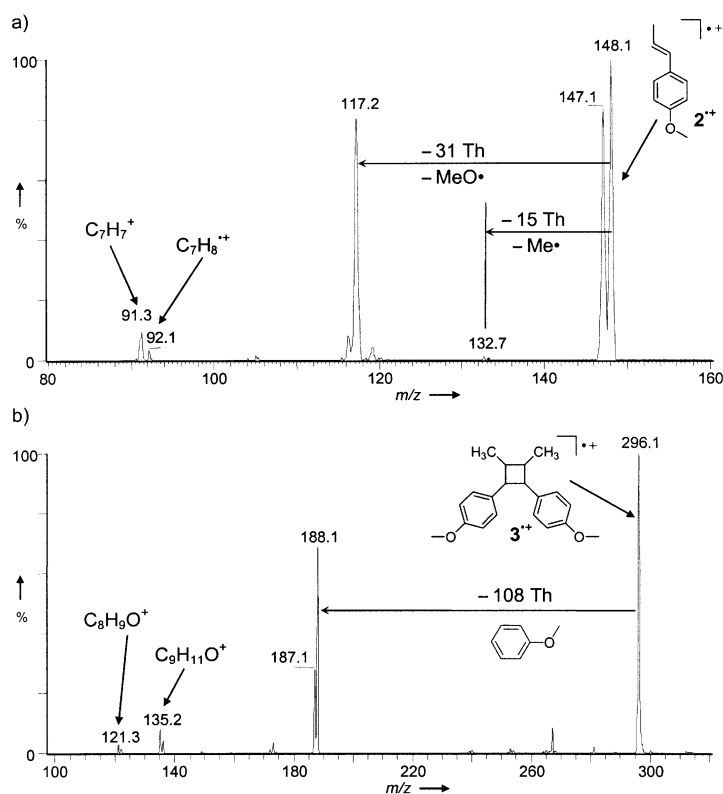 a)
100
%
0
80
100
120
140
160
m/z
148.1
147.1
117.2
– 31 Th
– MeO•
– 15 Th
– Me•
132.7
C₇H₇⁺
C₇H₈•⁺
91.3
92.1
•+
O
2•⁺
b)
100
%
0
100
140
180
220
260
300
m/z
296.1
•+
H₃C CH₃
O O
3•⁺
188.1
– 108 Th
O
187.1
C₈H₉O⁺
C₉H₁₁O⁺
135.2
121.3